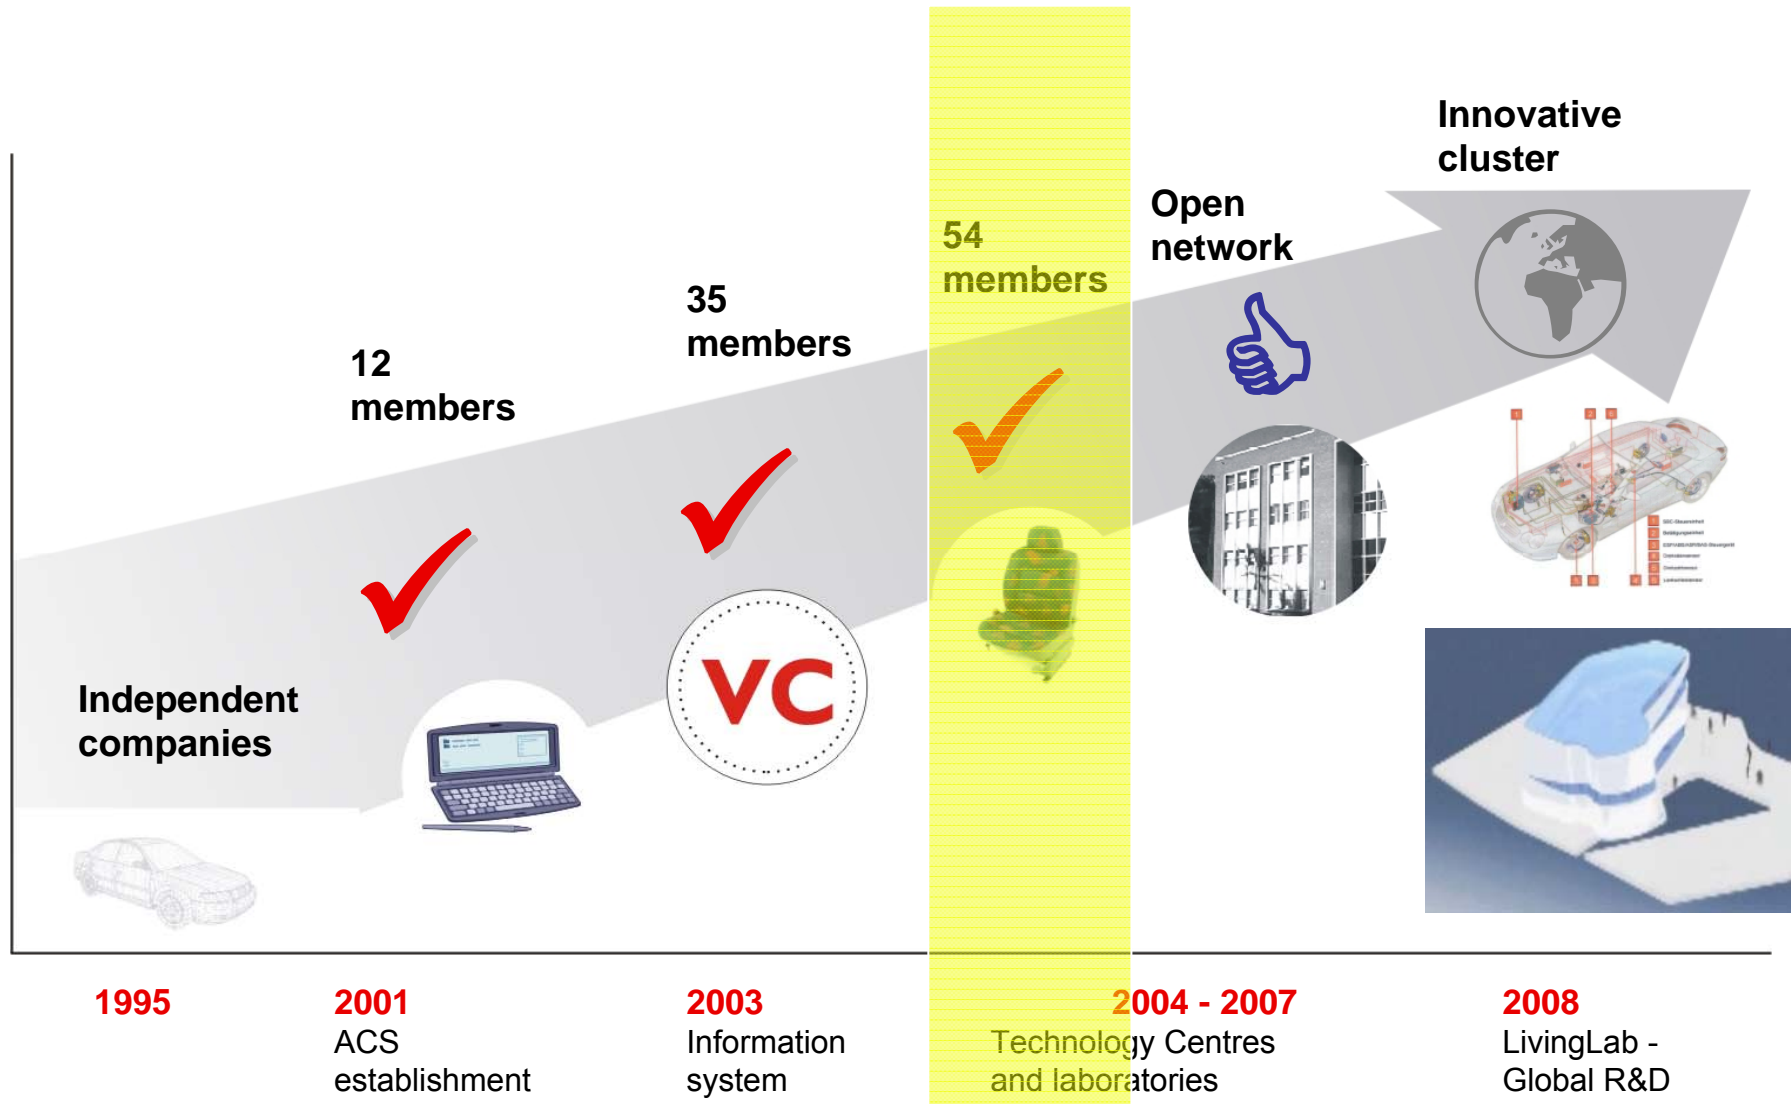 Innovative
cluster
Open
network
54
members
35
members
12
members
Independent
companies
VC
1995
2001
ACS
establishment
2003
Information
system
2004 - 2007
Technology Centres
and laboratories
2008
LivingLab -
Global R&D